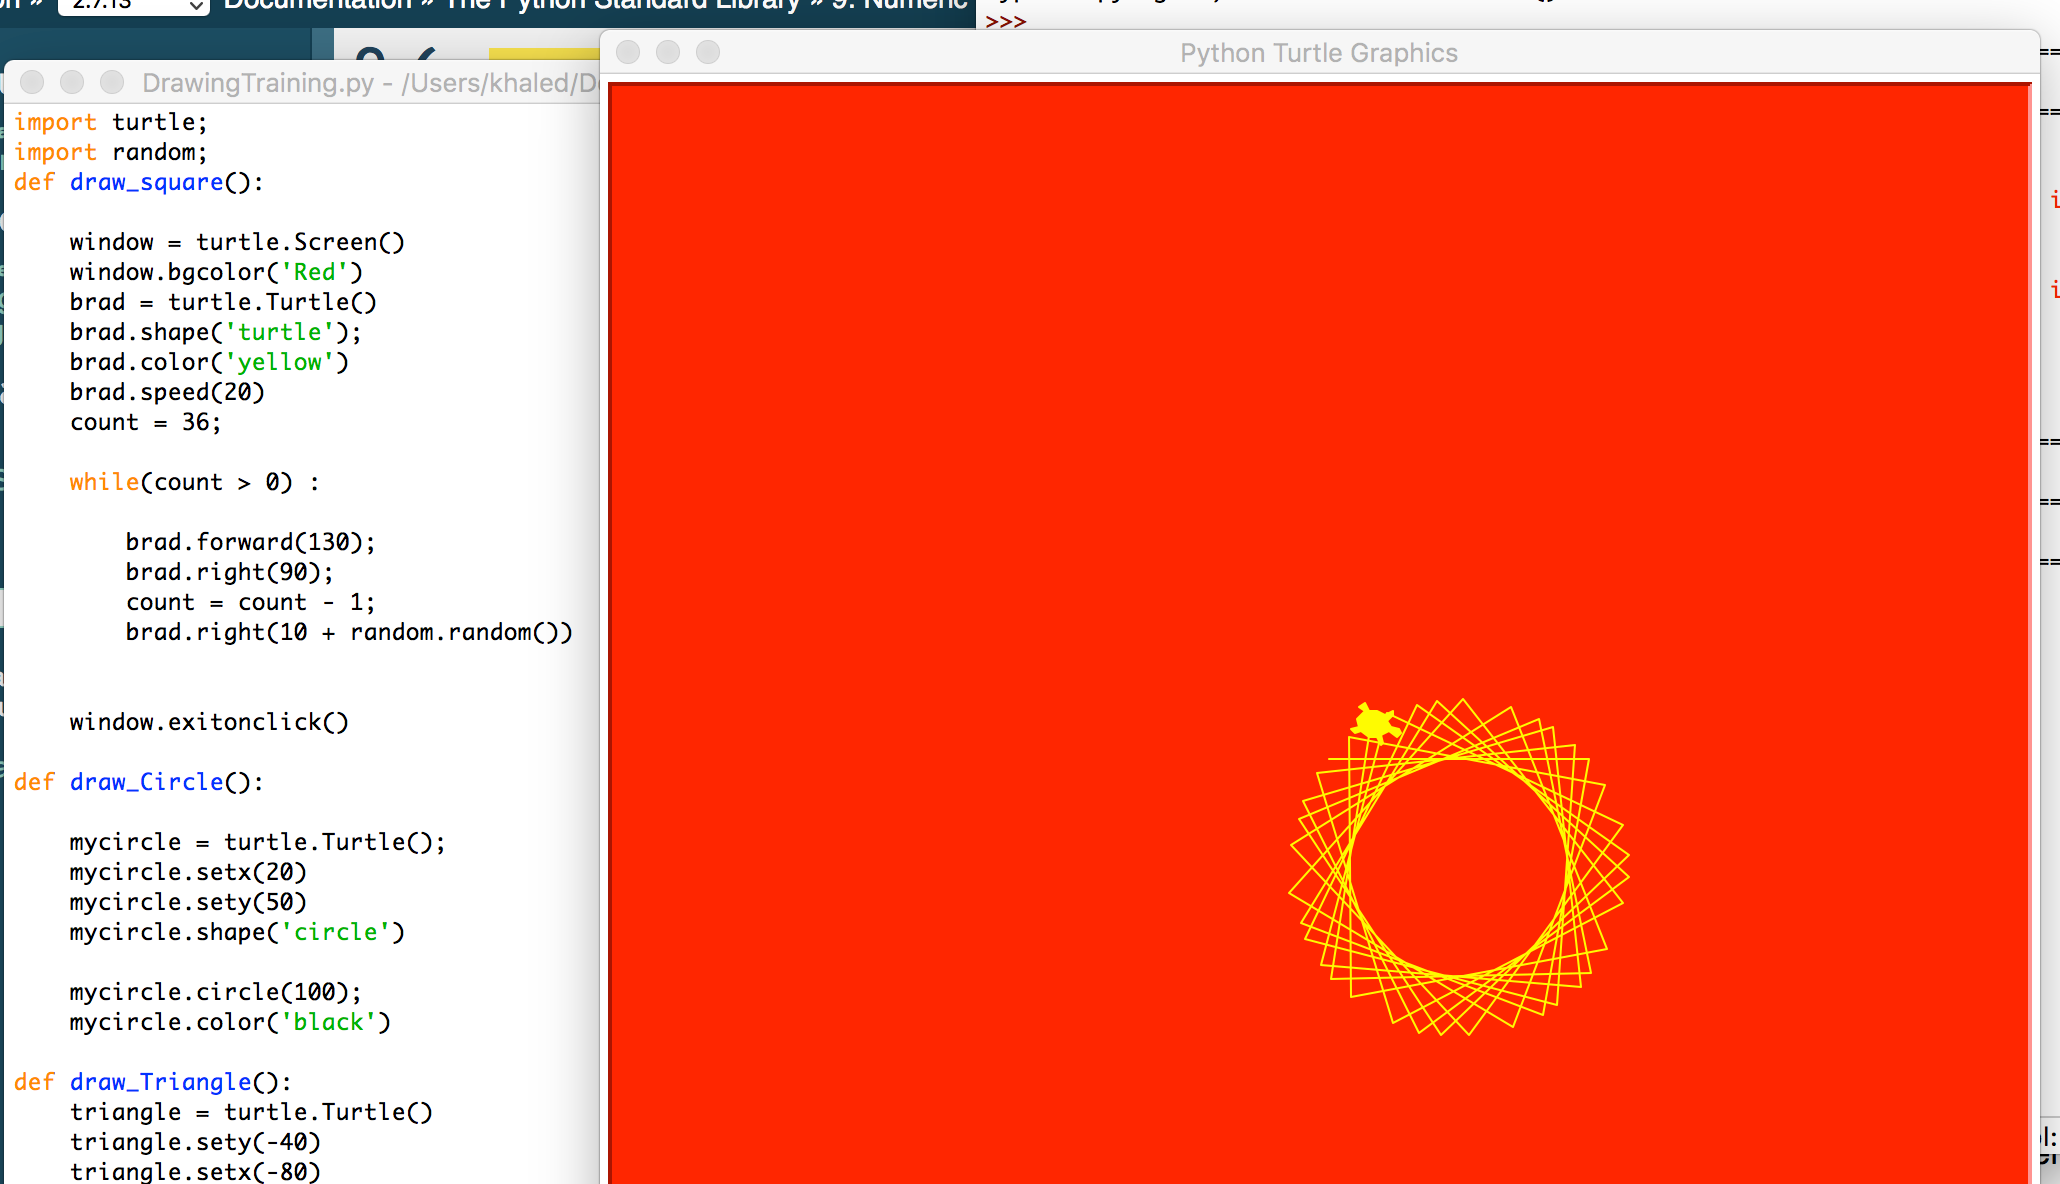 2.7.13 Documentation » The Python Standard Library » 9. Numeric
>>>
Python Turtle Graphics
DrawingTraining.py - /Users/khaled/D
import turtle;
import random;
def draw_square():
window = turtle.Screen()
window.bgcolor('Red')
brad = turtle.Turtle()
brad.shape('turtle');
brad.color('yellow')
brad.speed(20)
count = 36;
while(count > 0) :
brad.forward(130);
brad.right(90);
count = count - 1;
brad.right(10 + random.random())
window.exitonclick()
def draw_Circle():
mycircle = turtle.Turtle();
mycircle.setx(20)
mycircle.sety(50)
mycircle.shape('circle')
mycircle.circle(100);
mycircle.color('black')
def draw_Triangle():
triangle = turtle.Turtle()
triangle.sety(-40)
triangle.setx(-80)